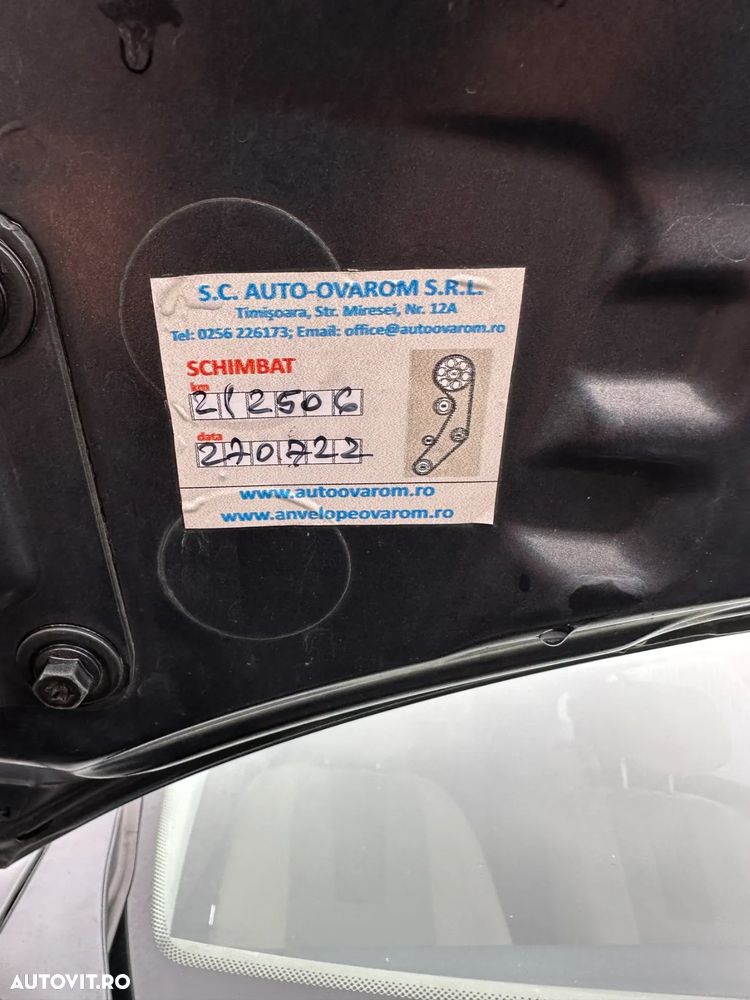 S.C. AUTO-OVAROM S.R.L.
Timișoara, Str. Miresei, Nr. 12A
Tel: 0256 226173; Email: office@autoovarom.ro
SCHIMBAT
km
212506
data
270722
www.autoovarom.ro
www.anvelopeovarom.ro
AUTOVIT.RO